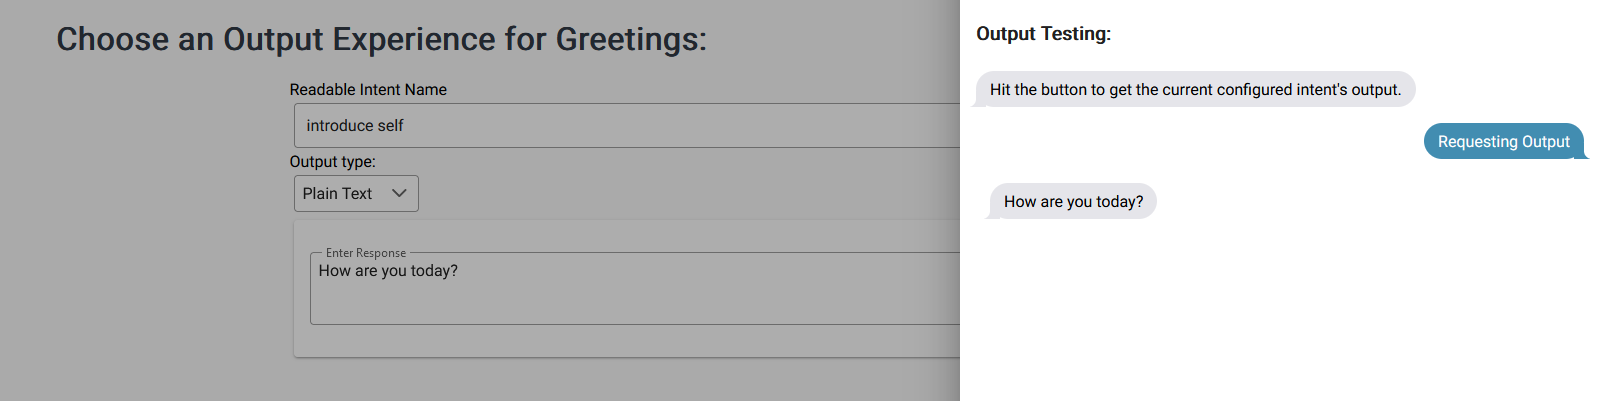 Choose an Output Experience for Greetings:
Readable Intent Name
introduce self
Output type:
Plain Text
Enter Response
How are you today?
Output Testing:
Hit the button to get the current configured intent's output.
Requesting Output
How are you today?